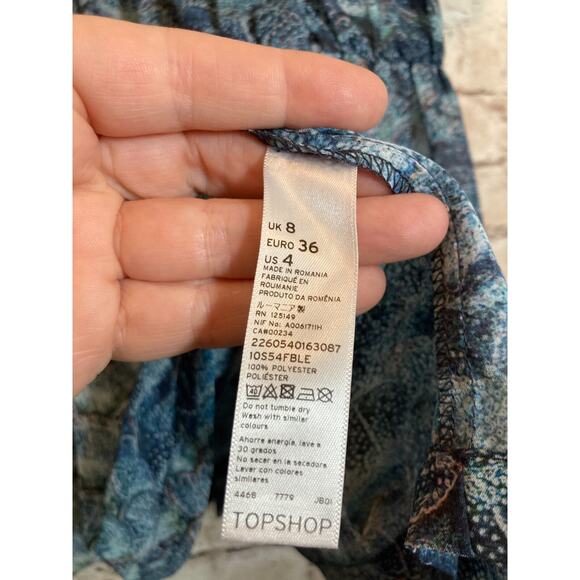 UK 8
EURO 36
US 4
MADE IN ROMANIA
FABRIQUÉ EN
ROUMANIE
PRODUTO DA ROMÊNIA
ルーマニア製
RN 125149
NIF No: A0061711H
CA#00234
2260540163087
10S54FBLE
100% POLYESTER
POLIÉSTER
40
Do not tumble dry
Wash with similar
colours
Ahorre energía, lave a
30 grados
No secar en la secadora
Lavar con colores
similares
4468 7779 JB01
TOPSHOP